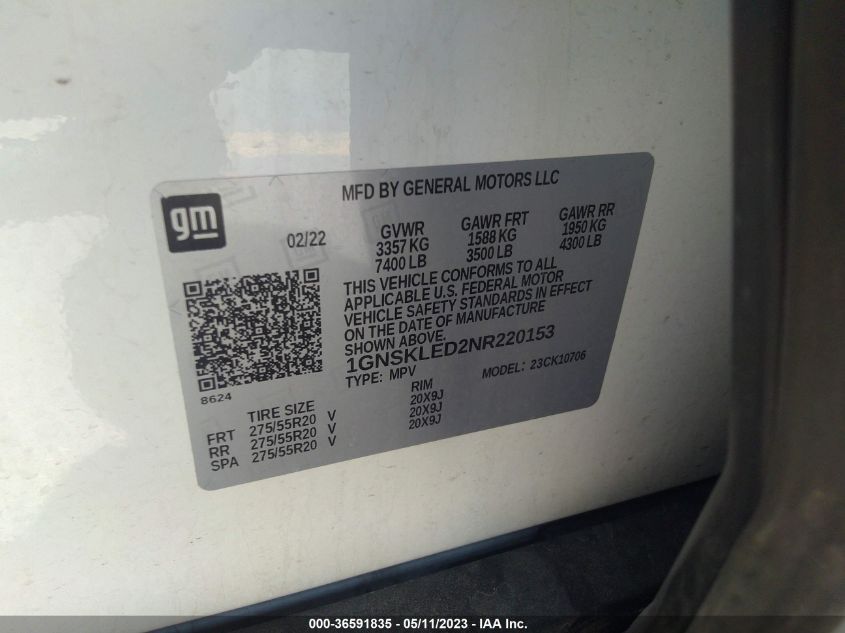 gm
MFD BY GENERAL MOTORS LLC
02/22
GVWR
3357 KG
7400 LB
GAWR FRT
1588 KG
3500 LB
GAWR RR
1950 KG
4300 LB
THIS VEHICLE CONFORMS TO ALL
APPLICABLE U.S. FEDERAL MOTOR
VEHICLE SAFETY STANDARDS IN EFFECT
ON THE DATE OF MANUFACTURE
SHOWN ABOVE.
1GNSKLED2NR220153
TYPE: MPV MODEL: 23CK10706
8624
TIRE SIZE RIM
FRT 275/55R20 V 20X9J
RR 275/55R20 V 20X9J
SPA 275/55R20 V 20X9J
000-36591835 - 05/11/2023 - IAA Inc.